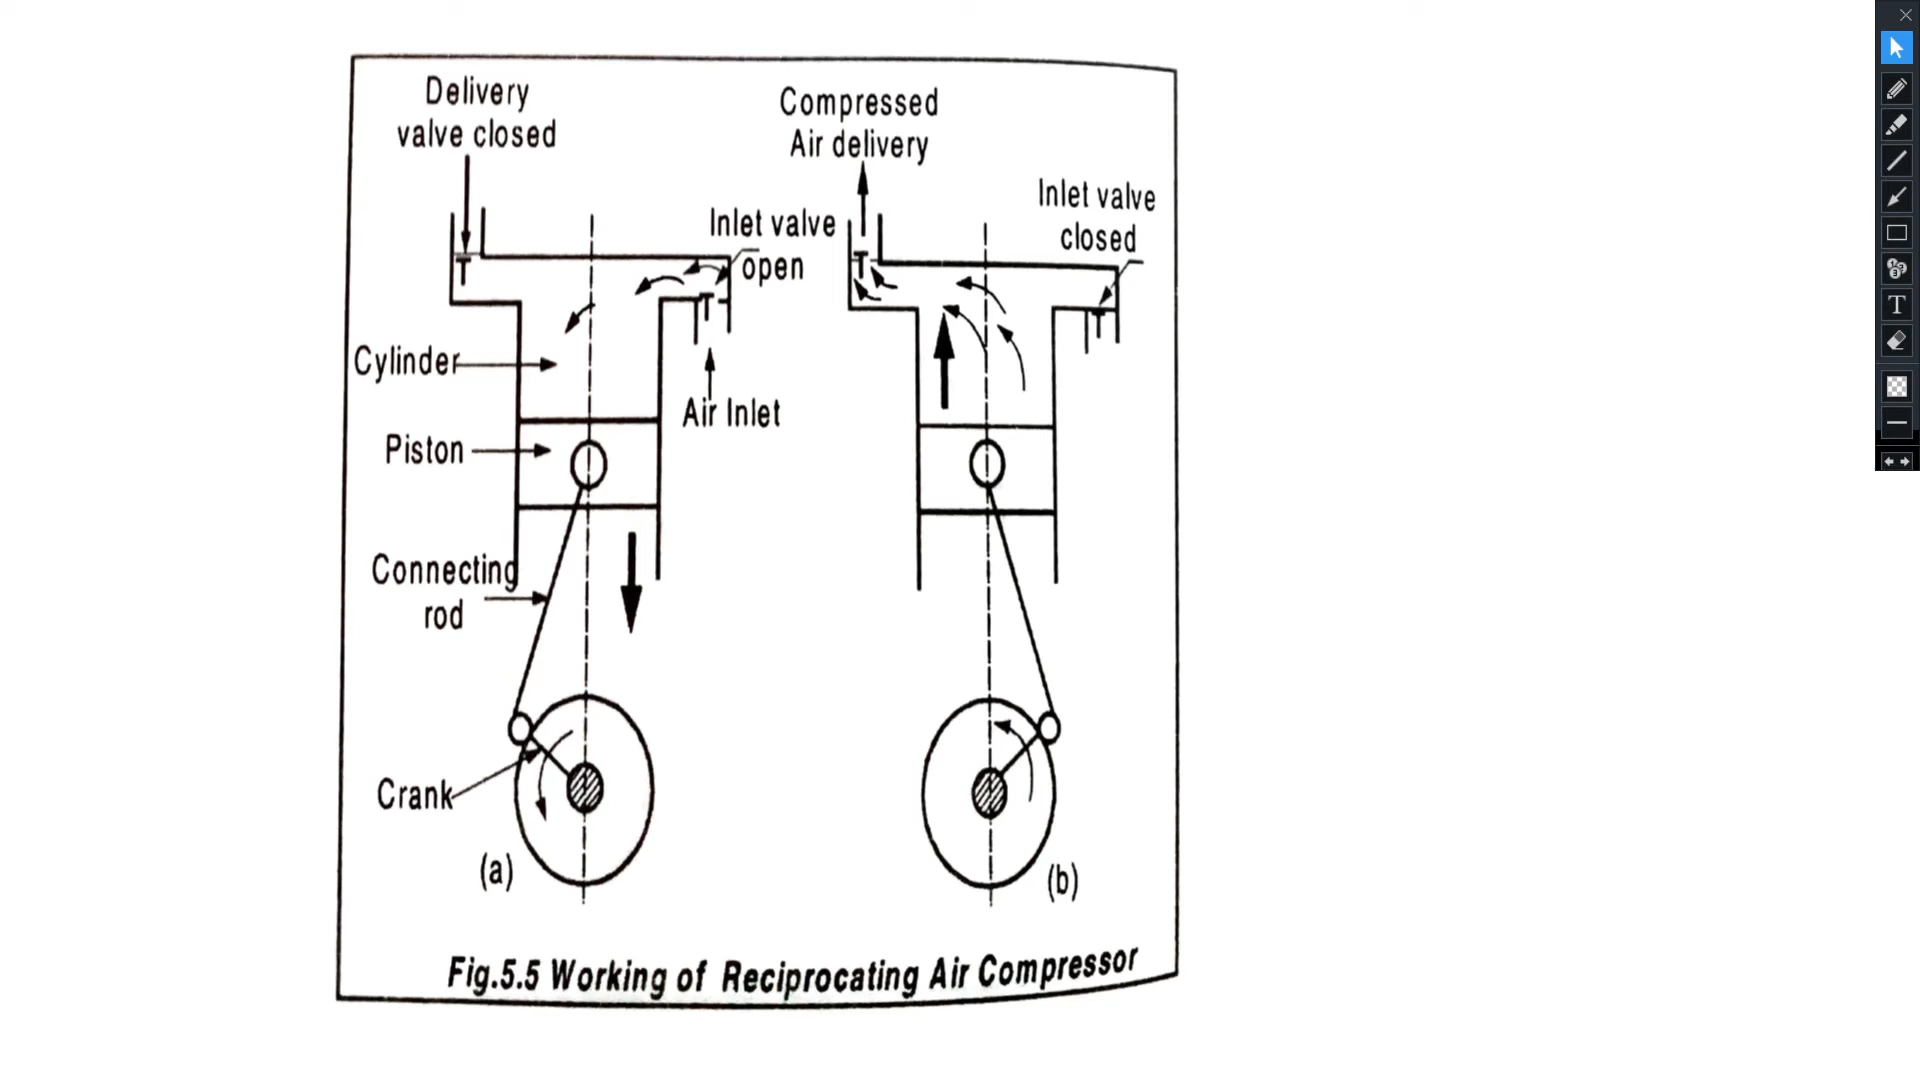 Delivery
valve closed
Compressed
Air delivery
Inlet valve
closed
Inlet valve
open
Cylinder
Air Inlet
Piston
Connecting
rod
Crank
(a)
(b)
Fig.5.5 Working of Reciprocating Air Compressor
T